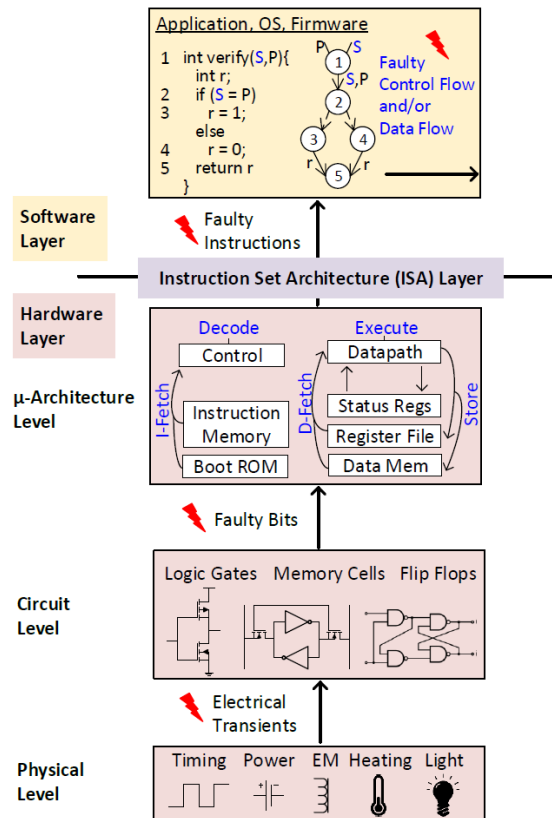 Application, OS, Firmware
1 int verify(S,P){
int r;
2 if (S = P)
3 r = 1;
else
4 r = 0;
5 return r
}
P S
1
S,P
2
3 4
r r
5
Faulty
Control Flow
and/or
Data Flow
Software
Layer
Faulty
Instructions
Instruction Set Architecture (ISA) Layer
Hardware
Layer
μ-Architecture
Level
Decode
Control
I-Fetch
Instruction
Memory
Boot ROM
Execute
Datapath
D-Fetch
Status Regs
Register File
Data Mem
Store
Faulty Bits
Circuit
Level
Logic Gates Memory Cells Flip Flops
Electrical
Transients
Physical
Level
Timing Power EM Heating Light
+ -